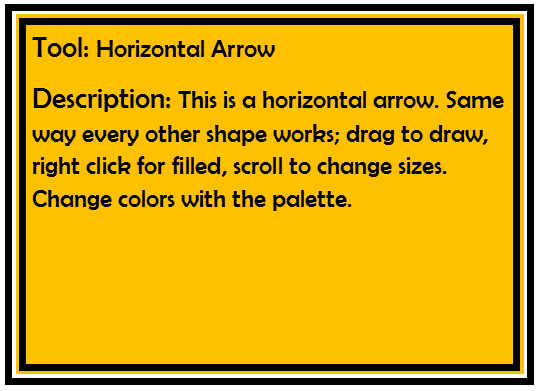 Tool: Horizontal Arrow
Description: This is a horizontal arrow. Same
way every other shape works; drag to draw,
right click for filled, scroll to change sizes.
Change colors with the palette.